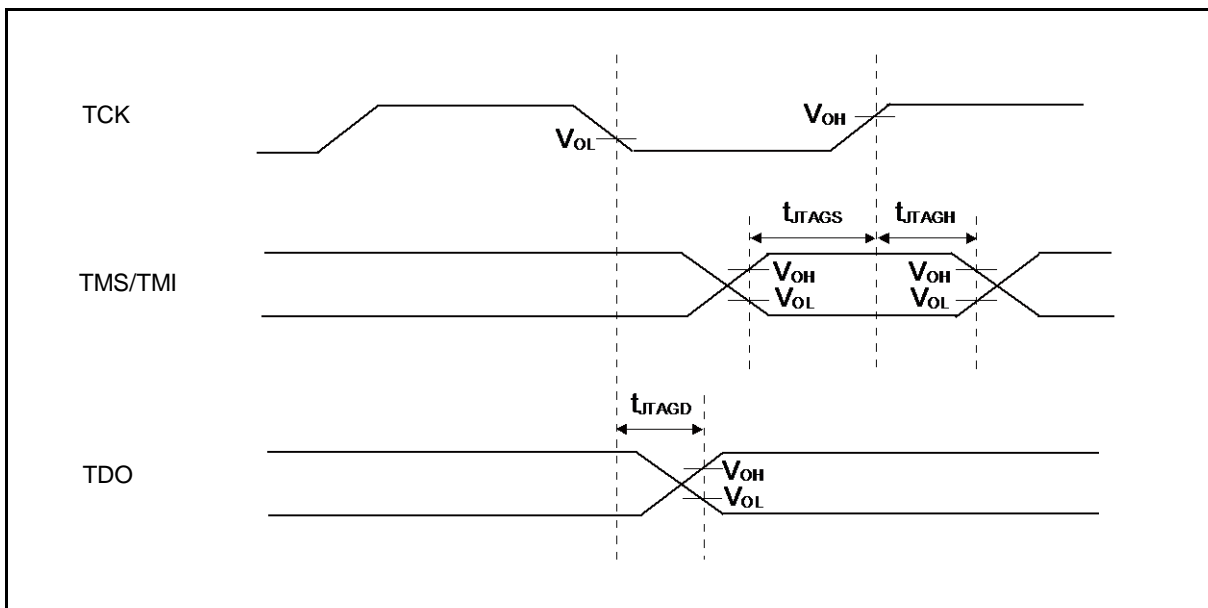 TCK
VOL
VOH
tJTAGS
tJTAGH
TMS/TMI
VOH
VOL
VOH
VOL
tJTAGD
TDO
VOH
VOL